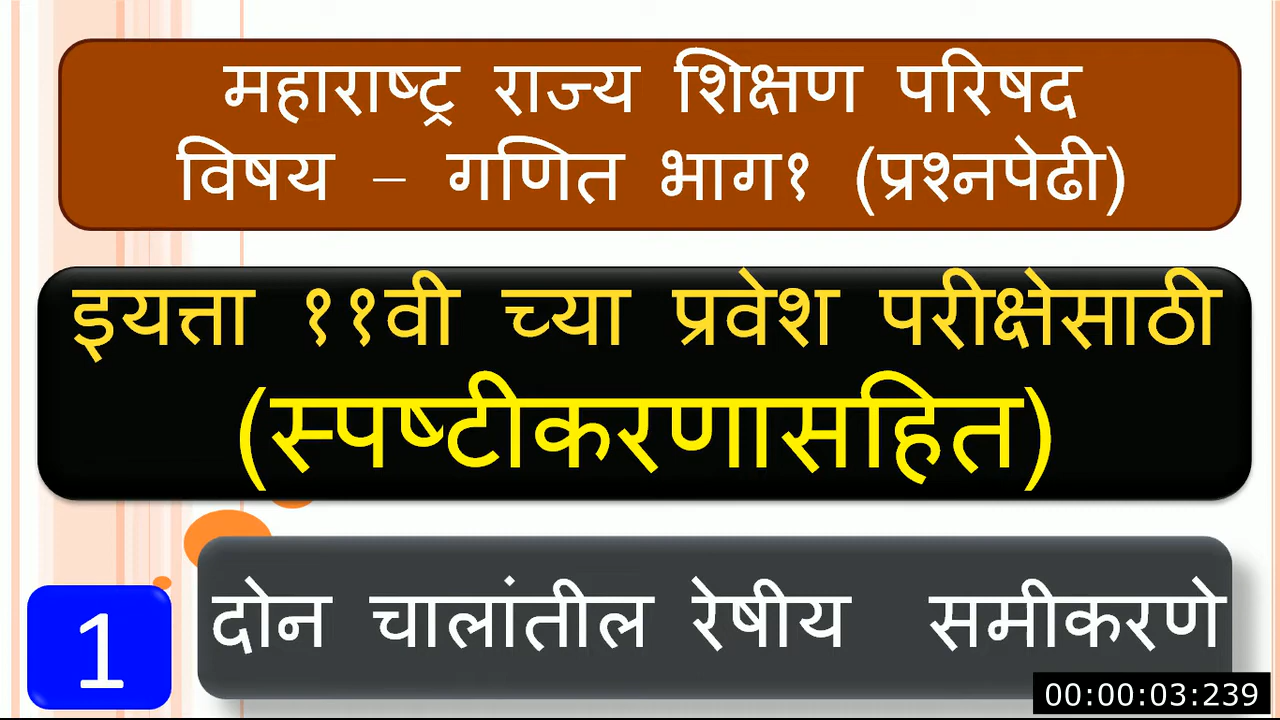 महाराष्ट्र राज्य शिक्षण परिषद
विषय – गणित भाग१ (प्रश्नपेढी)
इयत्ता ११वी च्या प्रवेश परीक्षेसाठी
(स्पष्टीकरणासहित)
1
दोन चालांतील रेषीय समीकरणे
00:00:03:239